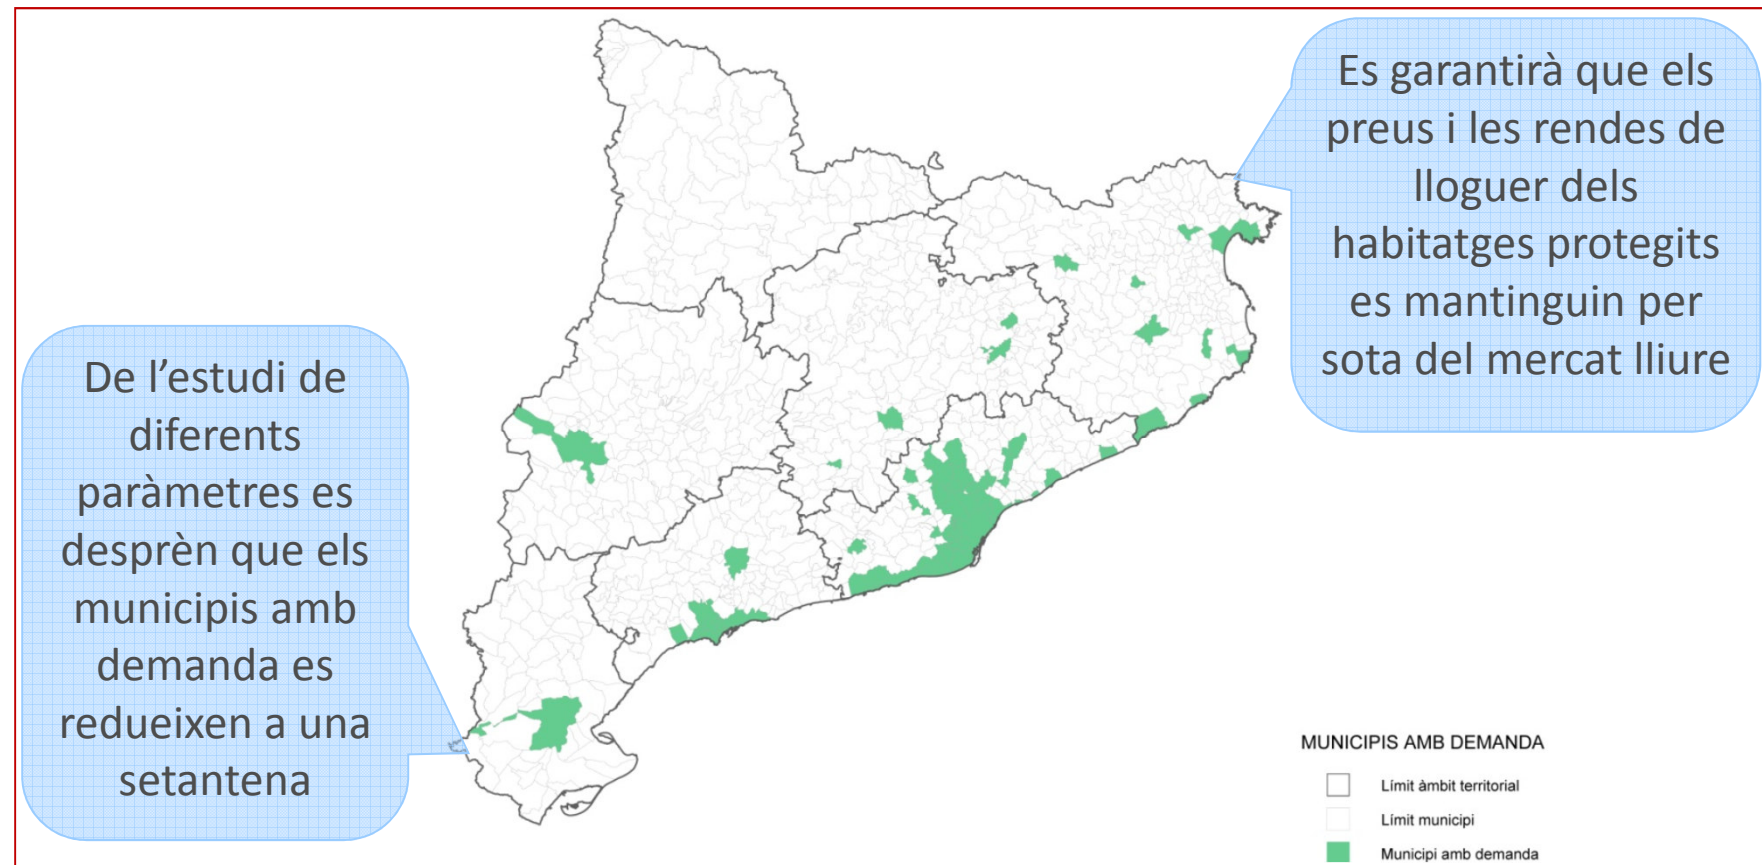 Es garantirà que els
preus i les rendes de
lloguer dels
habitatges protegits
es mantinguin per
sota del mercat lliure
De l’estudi de
diferents
paràmetres es
desprèn que els
municipis amb
demanda es
redueixen a una
setantena
MUNICIPIS AMB DEMANDA
Límit àmbit territorial
Límit municipi
Municipi amb demanda